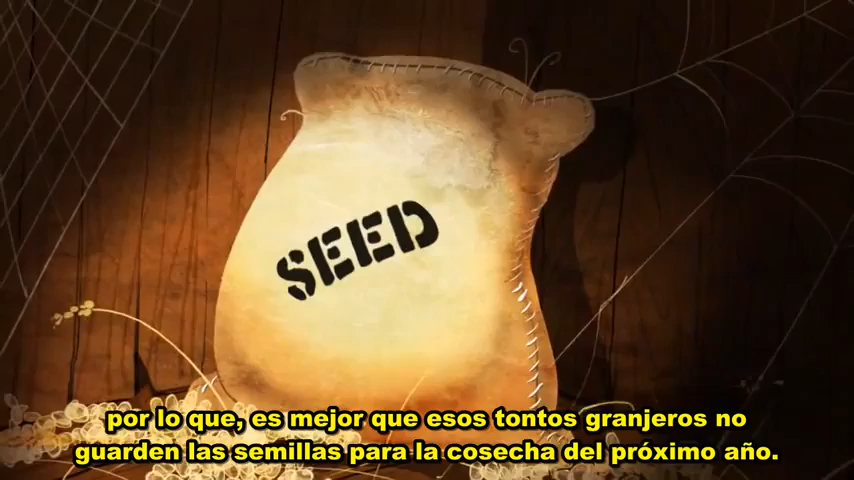 SEED
por lo que, es mejor que esos tontos granjeros no
guarden las semillas para la cosecha del próximo año.